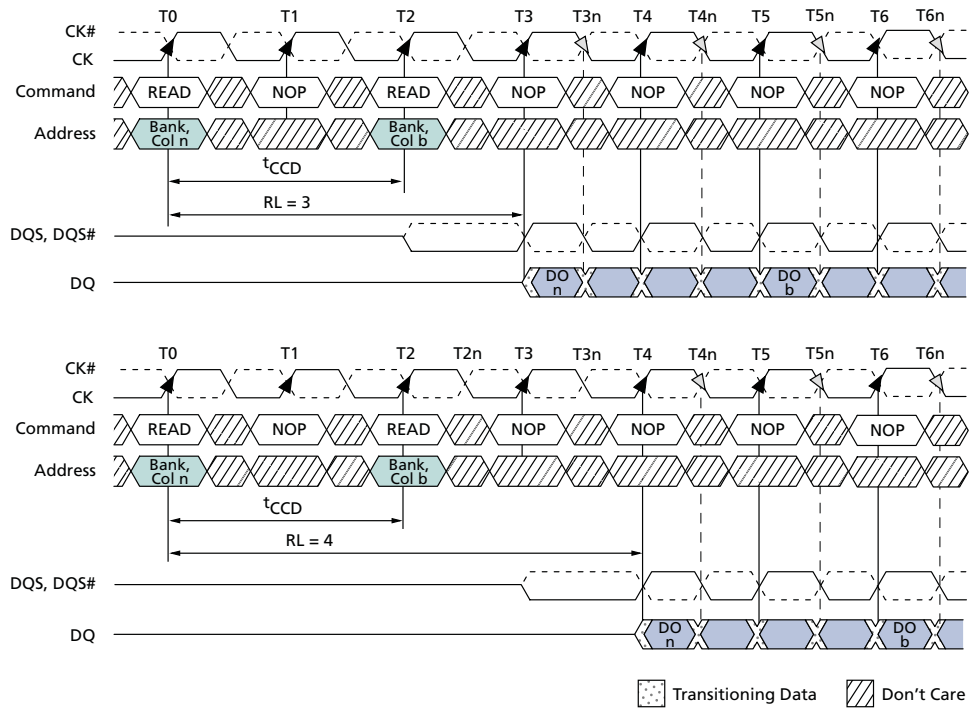 T0 T1 T2 T3 T3n T4 T4n T5 T5n T6 T6n
CK#
CK
Command READ NOP READ NOP NOP NOP NOP
Address Bank, Col n Bank, Col b
tCCD
RL = 3
DQS, DQS#
DQ DO n DO b
T0 T1 T2 T2n T3 T3n T4 T4n T5 T5n T6 T6n
CK#
CK
Command READ NOP READ NOP NOP NOP NOP
Address Bank, Col n Bank, Col b
tCCD
RL = 4
DQS, DQS#
DQ DO n DO b
Transitioning Data Don't Care